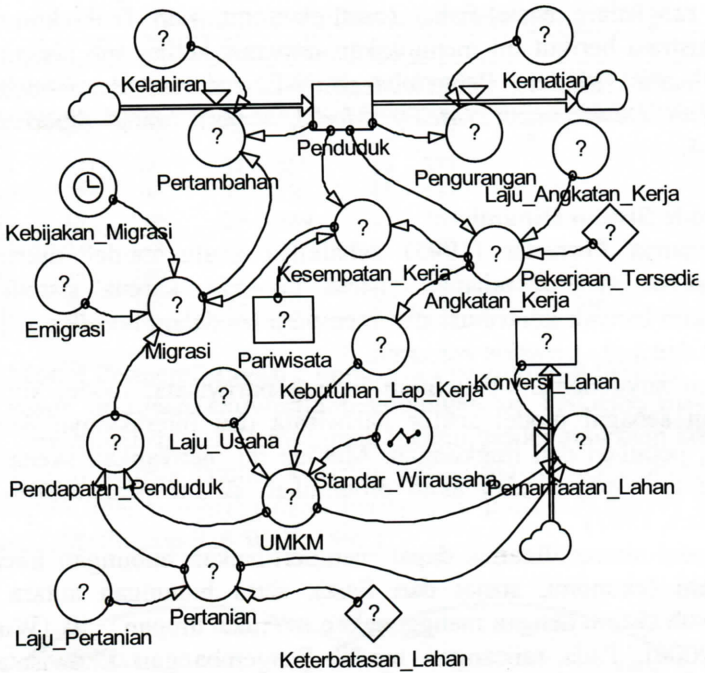 ?
?
Kelahiran
Kematian
?
Penduduk
?
?
Pertambahan
Pengurangan
Laju_Angkatan_Kerja
Kebijakan_Migrasi
?
?
?
Kesempatan_Kerja
Pekerjaan_Tersedia
Angkatan_Kerja
?
Emigrasi
?
Migrasi
?
Pariwisata
?
Kebutuhan_Lap_Kerja
?
Konversi_Lahan
Laju_Usaha
?
Pendapatan_Penduduk
?
UMKM
Standar_Wirausaha
?
Pemanfaatan_Lahan
?
Laju_Pertanian
?
Pertanian
?
Keterbatasan_Lahan